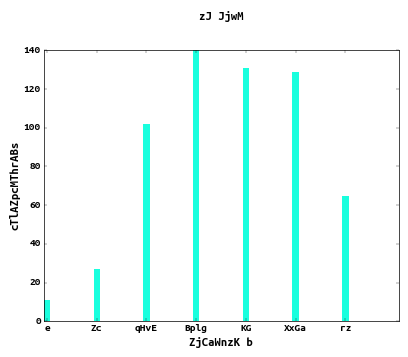 zJ JjwM
140
120
100
80
60
40
20
0
cTlAZpcMThrABs
e Zc qHvE Bplg KG XxGa rz
ZjCaWnzK b